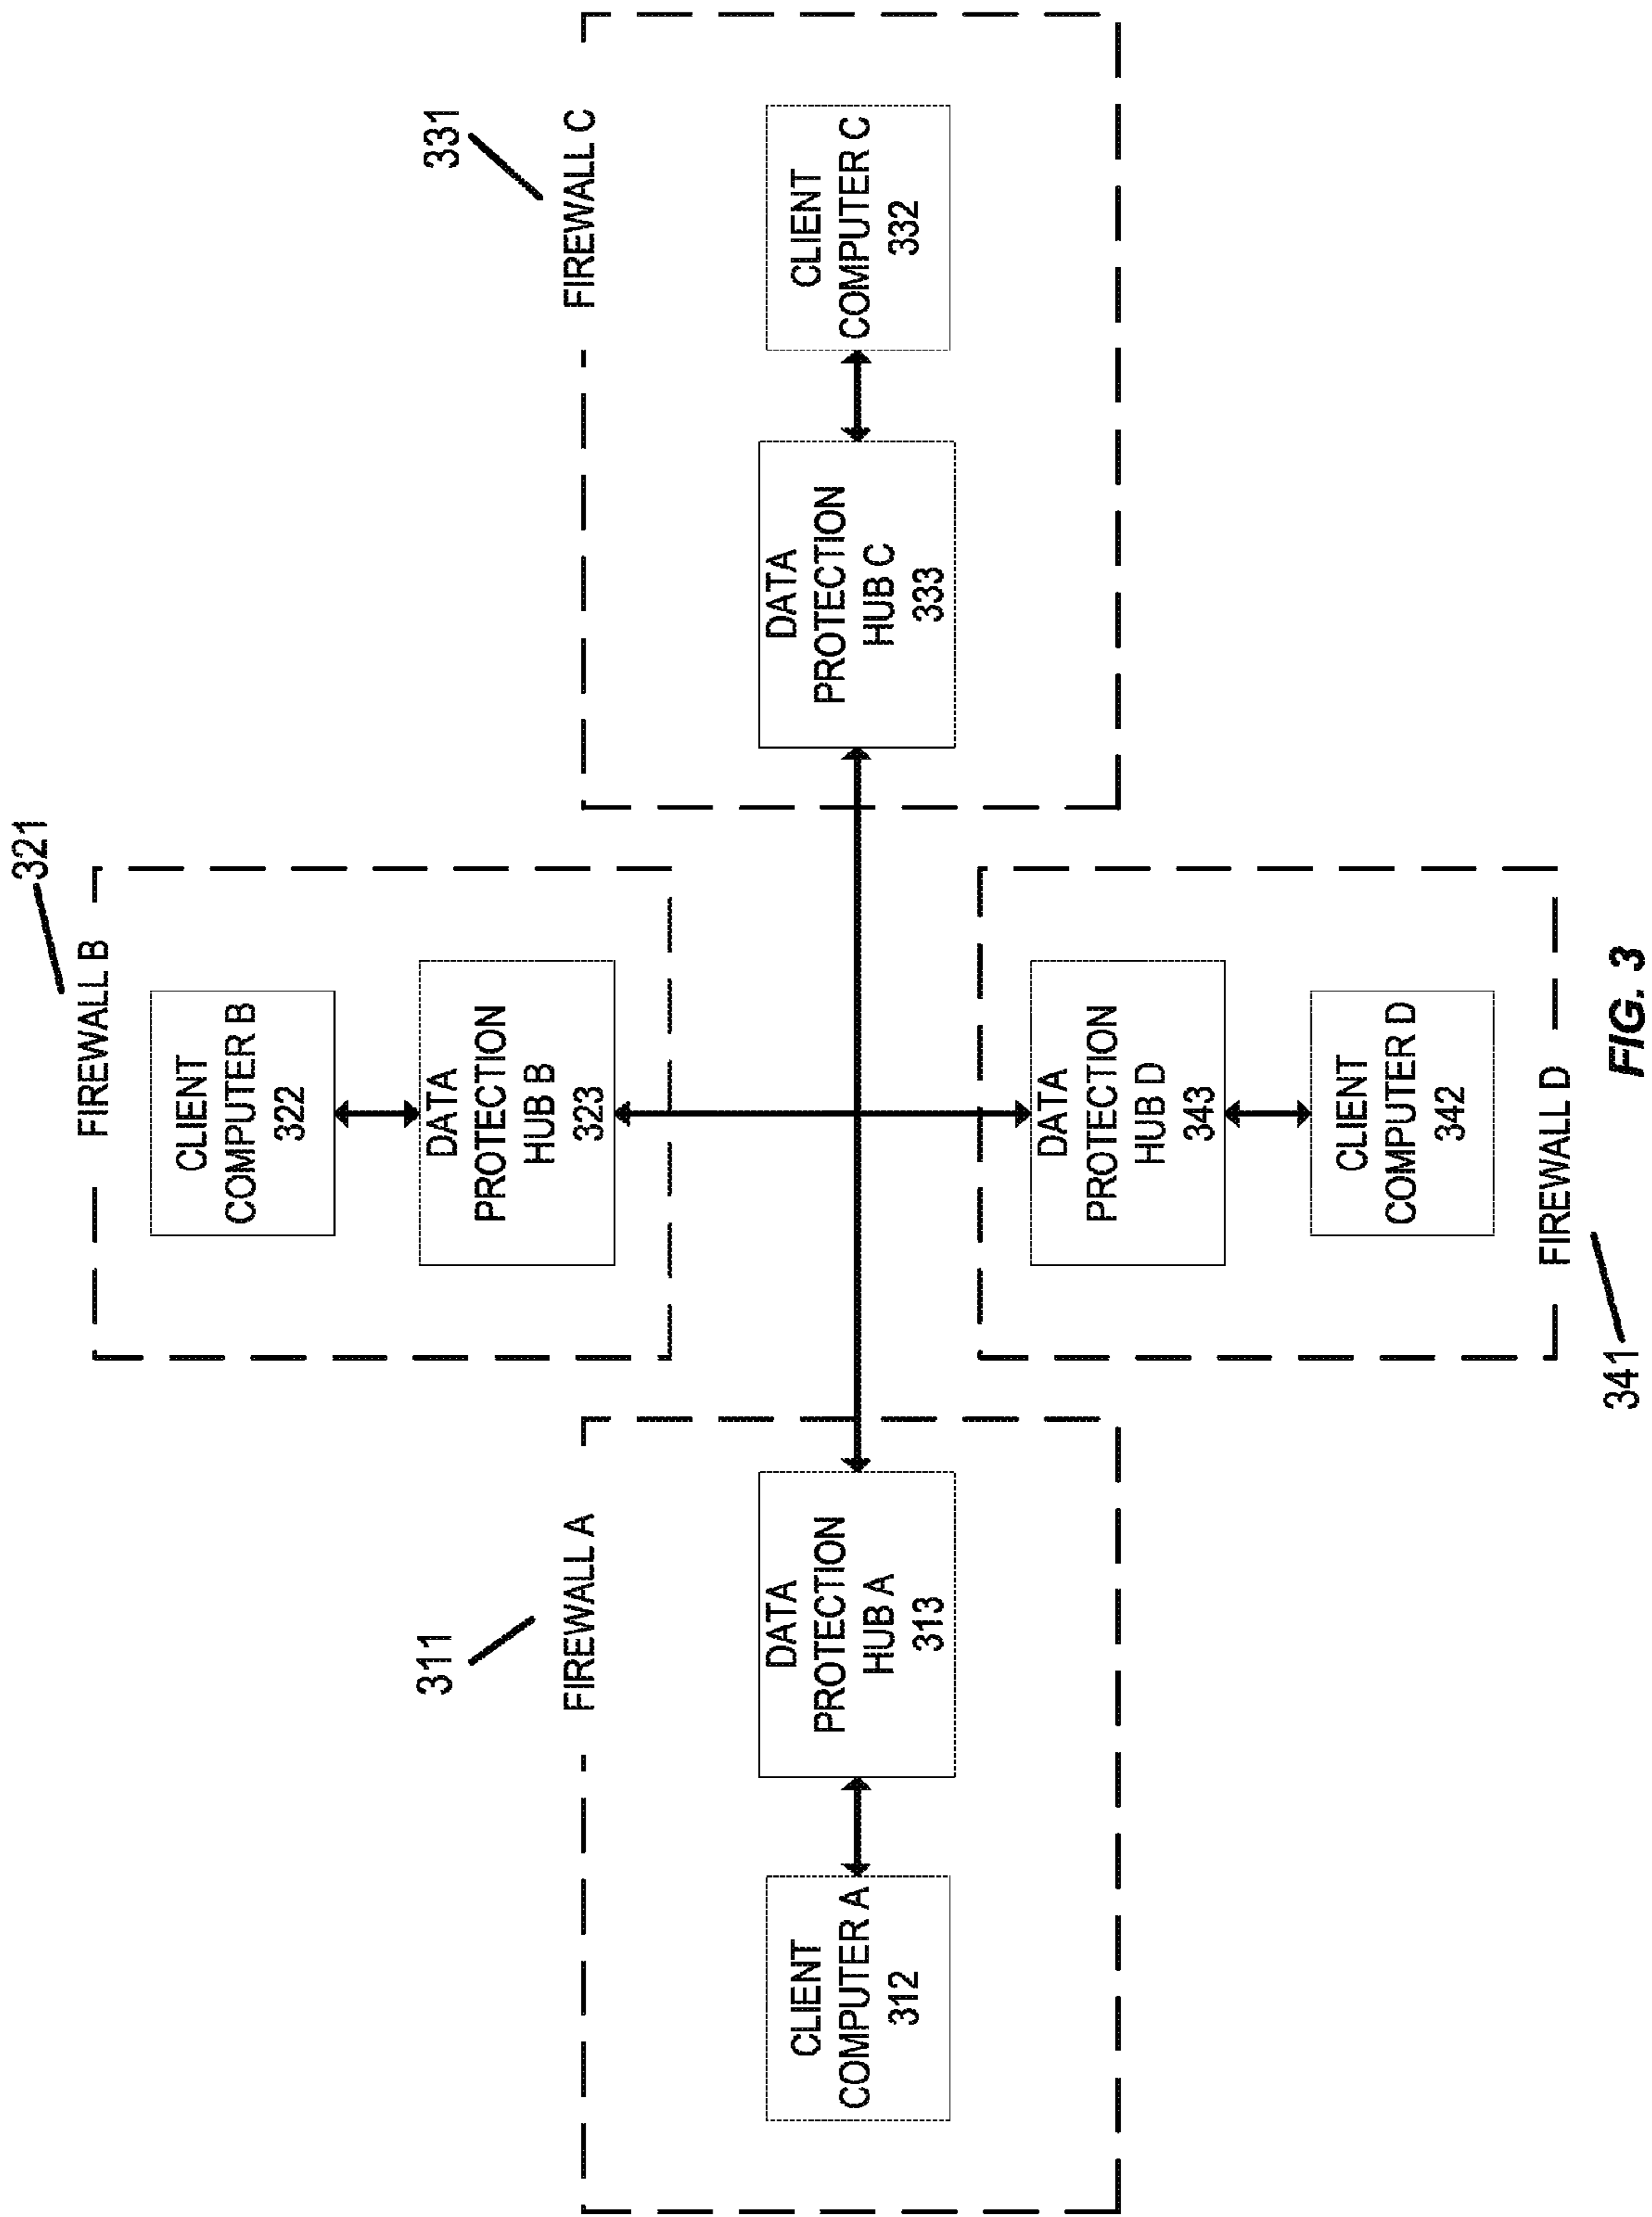 321
FIREWALL B
CLIENT
COMPUTER B
322
DATA
PROTECTION
HUB B
323
311
FIREWALL A
CLIENT
COMPUTER A
312
DATA
PROTECTION
HUB A
313
331
FIREWALL C
DATA
PROTECTION
HUB C
333
CLIENT
COMPUTER C
332
DATA
PROTECTION
HUB D
343
CLIENT
COMPUTER D
342
FIREWALL D
341
FIG. 3